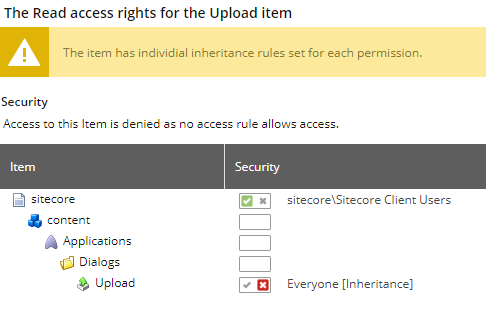 The Read access rights for the Upload item
The item has individial inheritance rules set for each permission.
Security
Access to this Item is denied as no access rule allows access.
Item Security
sitecore sitecore\Sitecore Client Users
content
Applications
Dialogs
Upload Everyone [Inheritance]